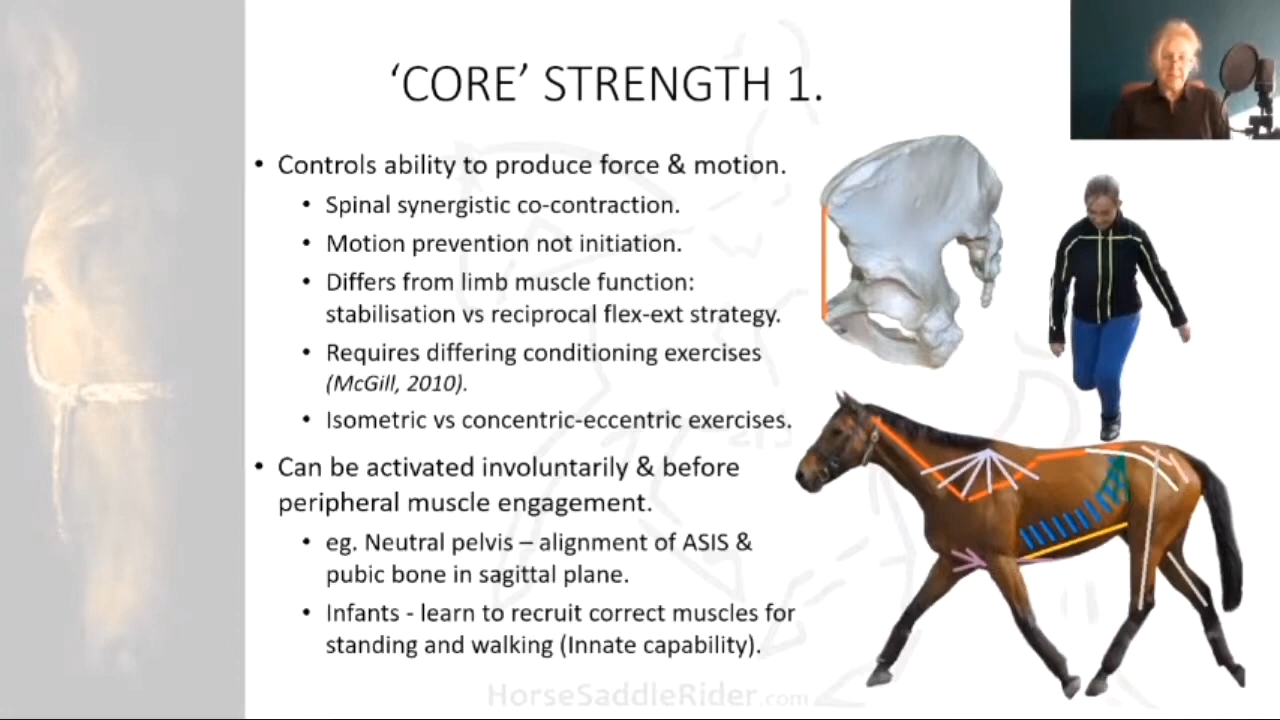 ‘CORE’ STRENGTH 1.
• Controls ability to produce force & motion.
• Spinal synergistic co-contraction.
• Motion prevention not initiation.
• Differs from limb muscle function:
stabilisation vs reciprocal flex-ext strategy.
• Requires differing conditioning exercises
(McGill, 2010).
• Isometric vs concentric-eccentric exercises.
• Can be activated involuntarily & before
peripheral muscle engagement.
• eg. Neutral pelvis – alignment of ASIS &
pubic bone in sagittal plane.
• Infants - learn to recruit correct muscles for
standing and walking (Innate capability).
HorseSaddleRider.com